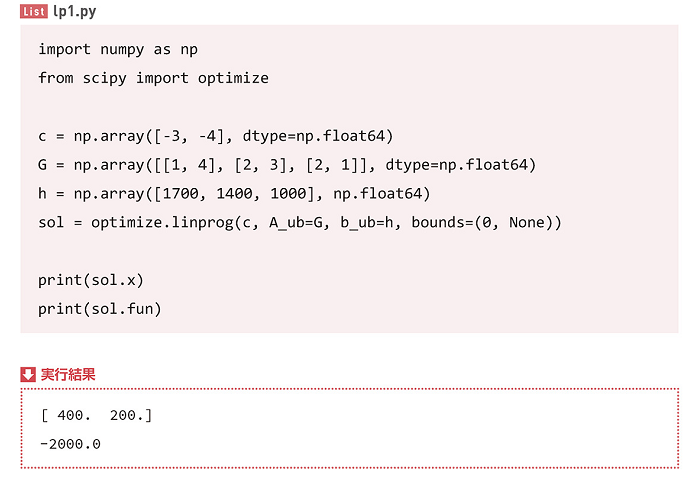 List lp1.py
import numpy as np
from scipy import optimize
c = np.array([-3, -4], dtype=np.float64)
G = np.array([[1, 4], [2, 3], [2, 1]], dtype=np.float64)
h = np.array([1700, 1400, 1000], np.float64)
sol = optimize.linprog(c, A_ub=G, b_ub=h, bounds=(0, None))
print(sol.x)
print(sol.fun)
実行結果
[ 400.  200.]
-2000.0